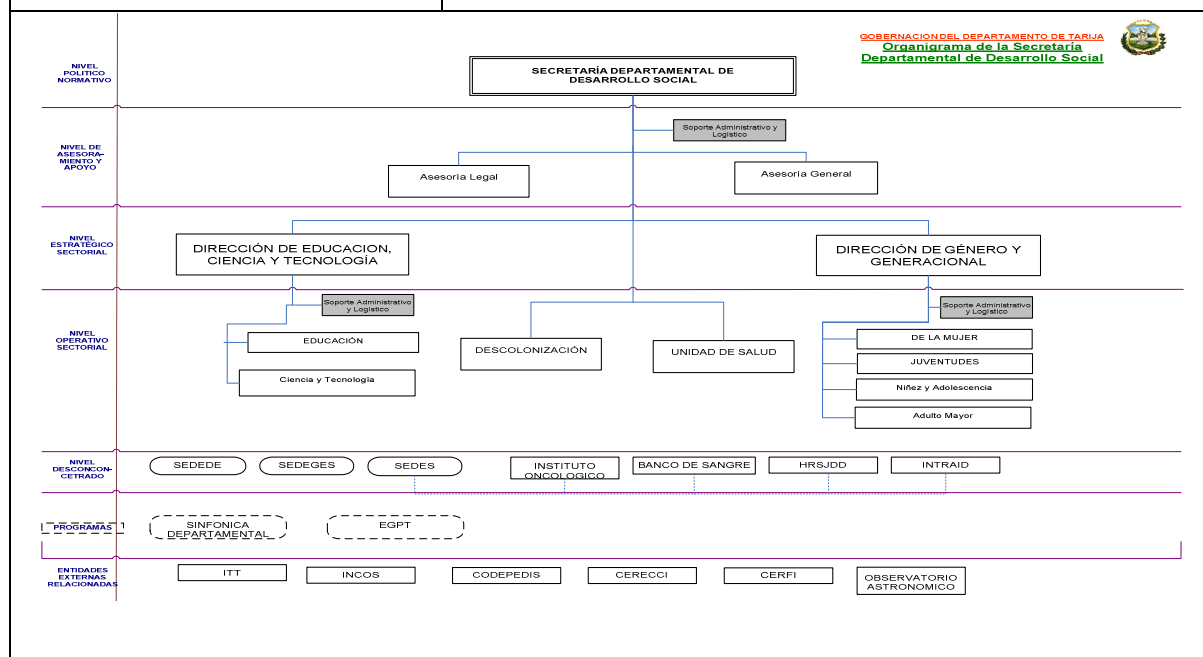 GOBERNACION DEL DEPARTAMENTO DE TARIJA
Organigrama de la Secretaría
Departamental de Desarrollo Social
NIVEL
POLITICO
NORMATIVO
SECRETARÍA DEPARTAMENTAL DE
DESARROLLO SOCIAL
NIVEL DE
ASESORA–
MIENTO Y
APOYO
Soporte Administrativo y
Logístico
Asesoría Legal
Asesoría General
NIVEL
ESTRATÉGICO
SECTORIAL
DIRECCIÓN DE EDUCACION,
CIENCIA Y TECNOLOGÍA
DIRECCIÓN DE GÉNERO Y
GENERACIONAL
NIVEL
OPERATIVO
SECTORIAL
Soporte Administrativo
y Logístico
EDUCACIÓN
Ciencia y Tecnología
DESCOLONIZACIÓN
UNIDAD DE SALUD
Soporte Administrativo
y Logístico
DE LA MUJER
JUVENTUDES
Niñez y Adolescencia
Adulto Mayor
NIVEL
DESCONCON-
CETRADO
SEDEDE
SEDEGES
SEDES
INSTITUTO
ONCOLOGICO
BANCO DE SANGRE
HRSJDD
INTRAID
PROGRAMAS
SINFONICA
DEPARTAMENTAL
EGPT
ENTIDADES
EXTERNAS
RELACIONADAS
ITT
INCOS
CODEPEDIS
CERECCI
CERFI
OBSERVATORIO
ASTRONOMICO